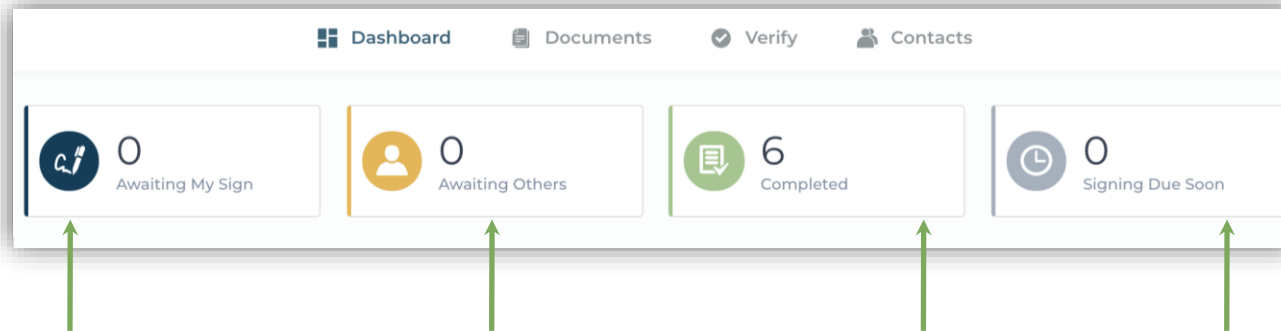 Dashboard Documents Verify Contacts
0
Awaiting My Sign
0
Awaiting Others
6
Completed
0
Signing Due Soon